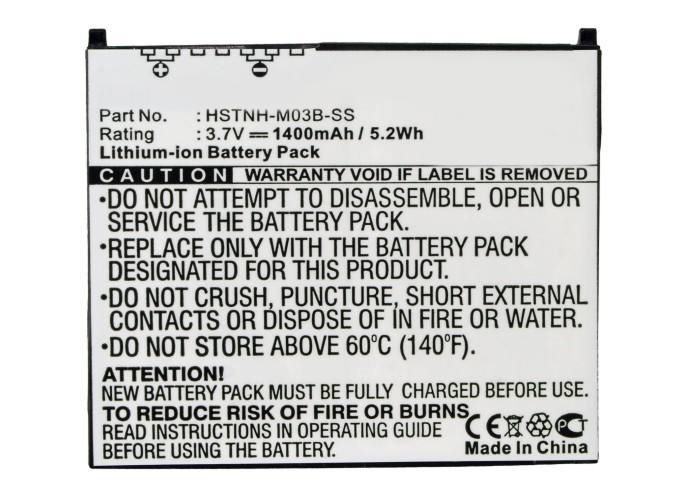 Part No. : HSTNH-M03B-SS
Rating : 3.7V 1400mAh / 5.2Wh
Lithium-ion Battery Pack
CAUTION WARRANTY VOID IF LABEL IS REMOVED
•DO NOT ATTEMPT TO DISASSEMBLE, OPEN OR
SERVICE THE BATTERY PACK.
•REPLACE ONLY WITH THE BATTERY PACK
DESIGNATED FOR THIS PRODUCT.
•DO NOT CRUSH, PUNCTURE, SHORT EXTERNAL
CONTACTS OR DISPOSE OF IN FIRE OR WATER.
•DO NOT STORE ABOVE 60°C (140°F).
ATTENTION!
NEW BATTERY PACK MUST BE FULLY CHARGED BEFORE USE!
TO REDUCE RISK OF FIRE OR BURNS
READ INSTRUCTIONS IN OPERATING GUIDE
BEFORE USING THE BATTERY.
CE
Made In China